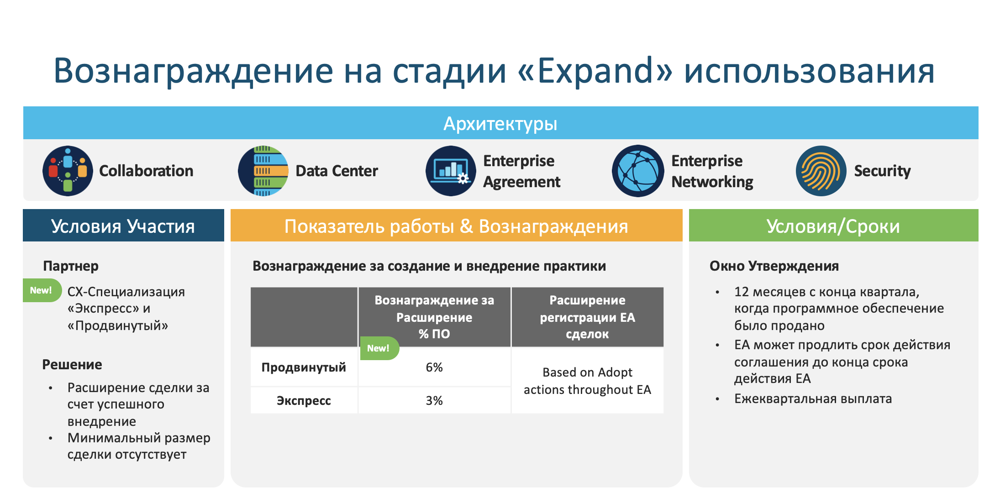 Вознаграждение на стадии «Expand» использования
Архитектуры
Collaboration
Data Center
Enterprise
Agreement
Enterprise
Networking
Security
Условия Участия
Партнер
New!
СХ-Специализация
«Экспресс» и
«Продвинутый»
Решение
• Расширение сделки за
счет успешного
внедрение
• Минимальный размер
сделки отсутствует
Показатель работы & Вознаграждения
Вознаграждение за создание и внедрение практики
Вознаграждение за
Расширение
% ПО
Расширение
регистрации ЕА
сделок
New!
Продвинутый
6%
Based on Adopt
actions throughout EA
Экспресс
3%
Условия/Сроки
Окно Утверждения
• 12 месяцев с конца квартала,
когда программное обеспечение
было продано
• ЕА может продлить срок действия
соглашения до конца срока
действия ЕА
• Ежеквартальная выплата